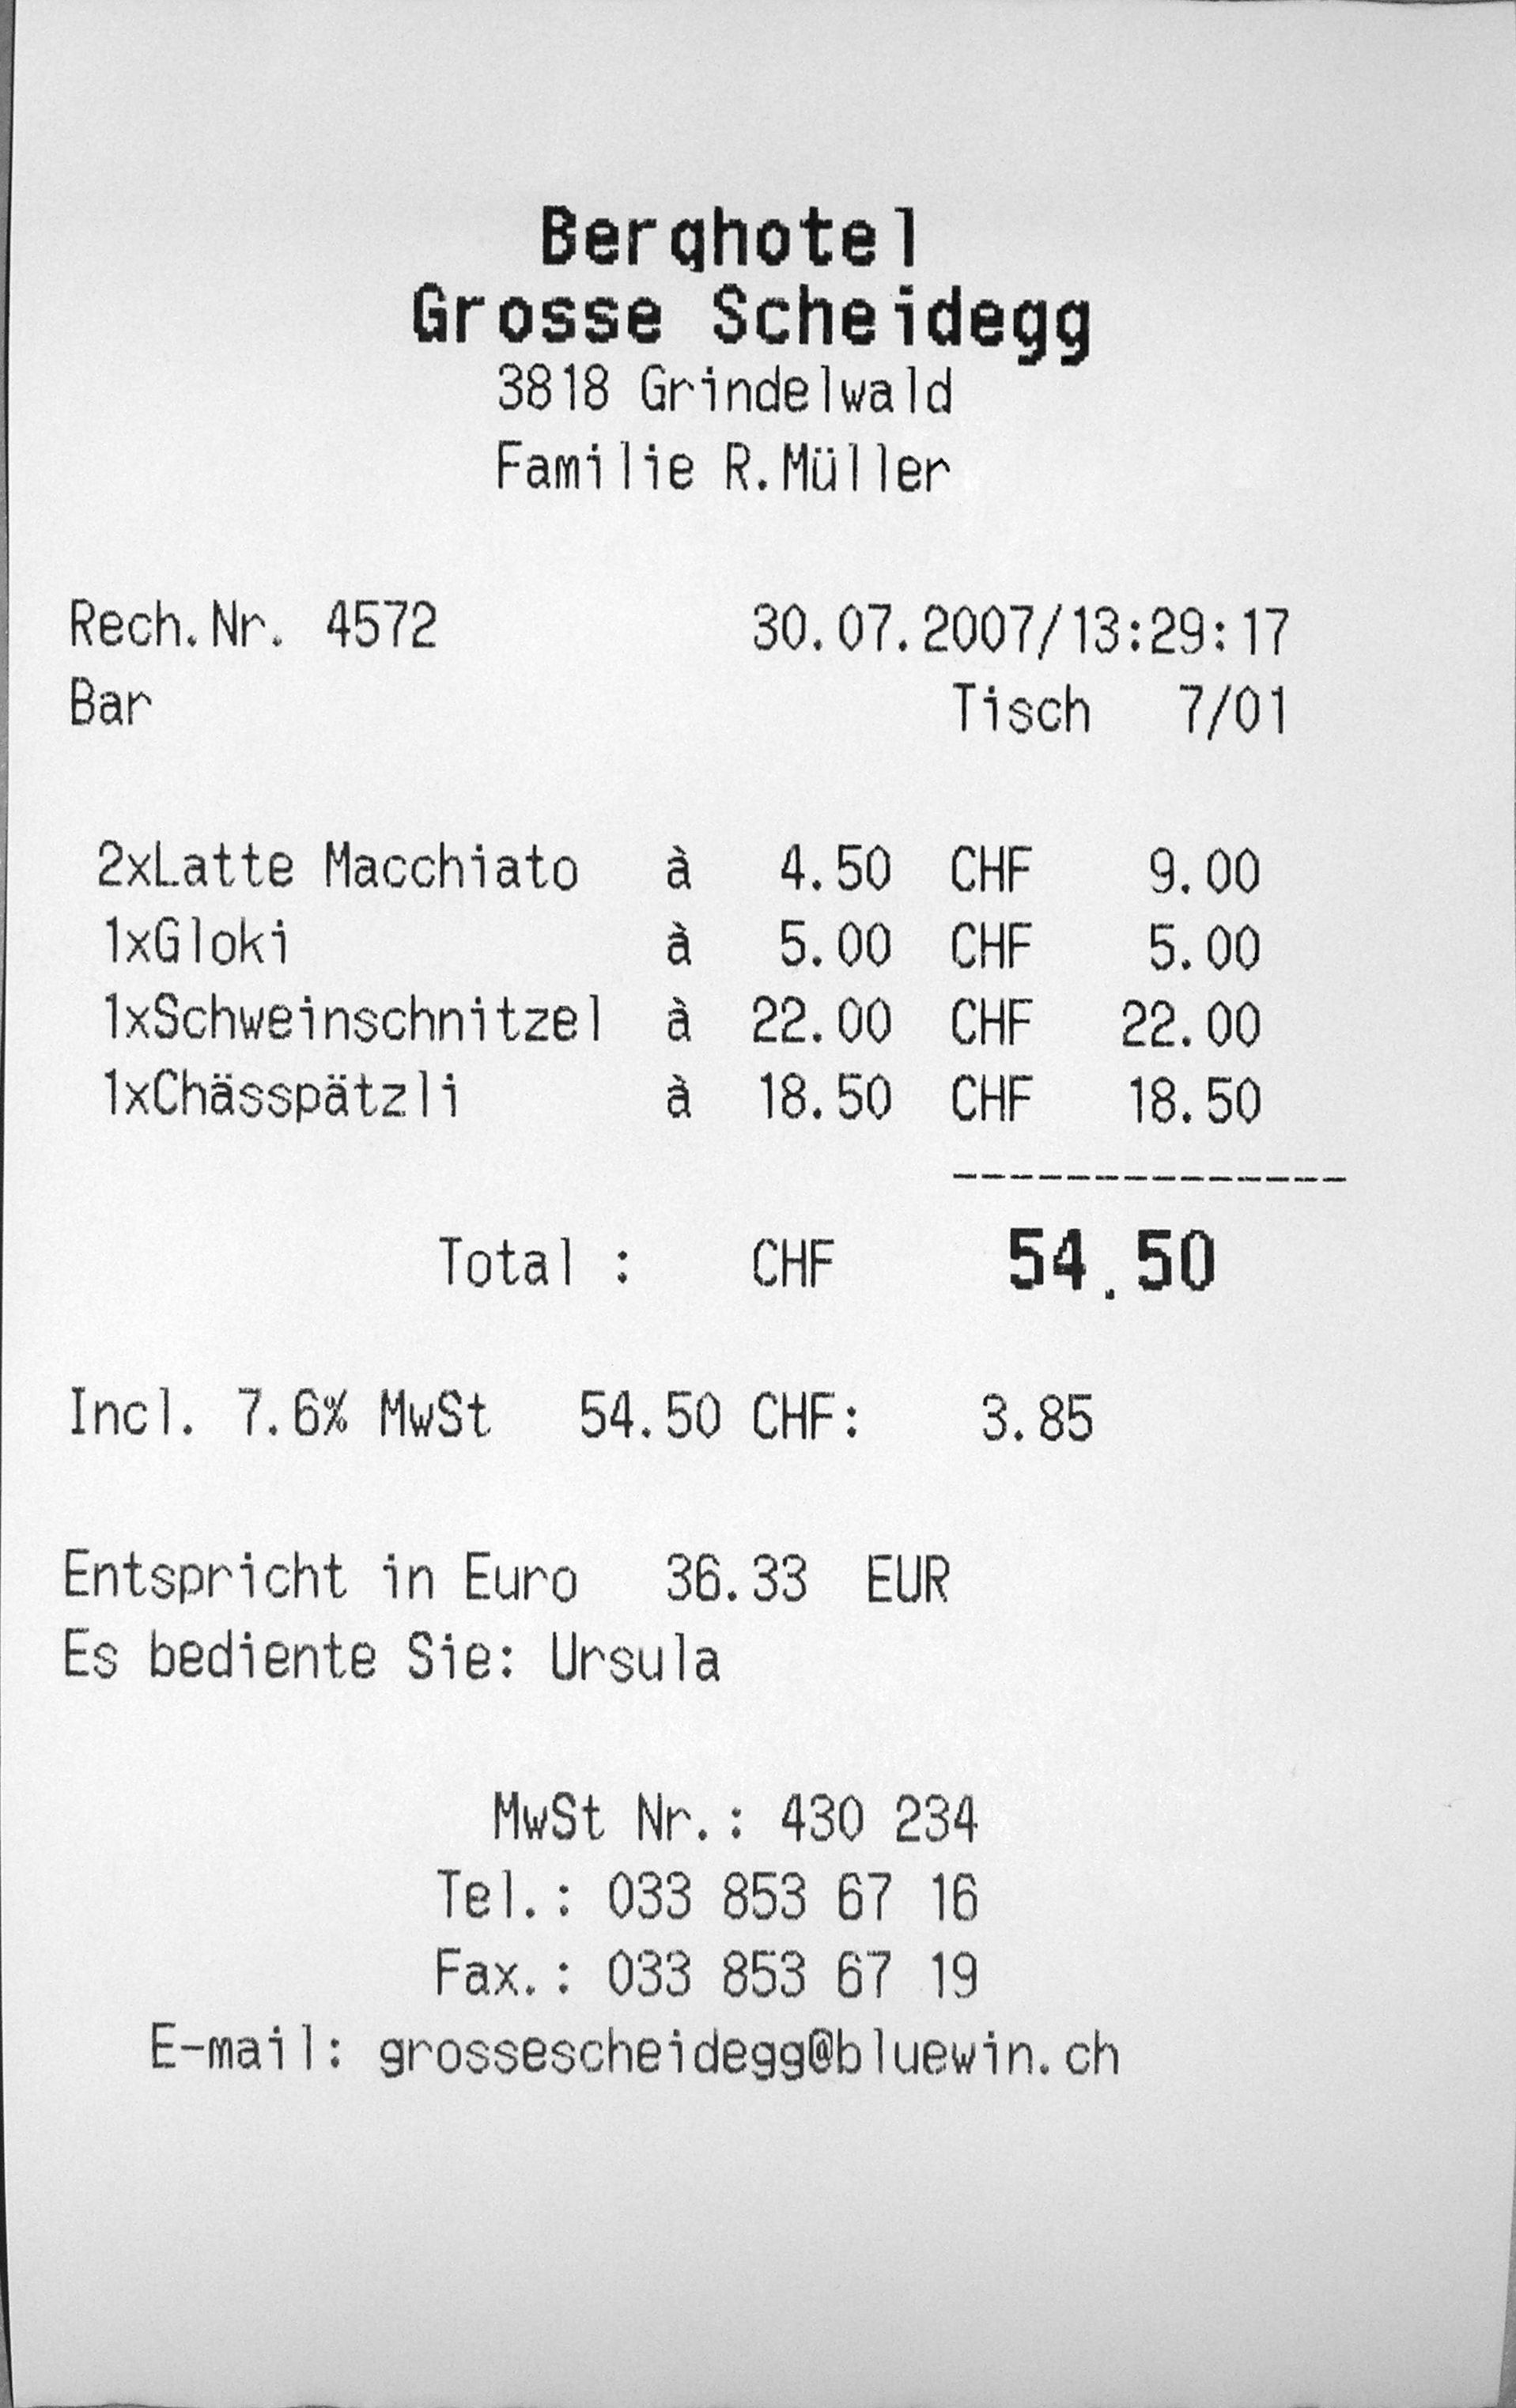 Berghotel
Grosse Scheidegg
3818 Grindelwald
Familie R.Müller
Rech.Nr. 4572 30.07.2007/13:29:17
Bar Tisch 7/01
2xLatte Macchiato à 4.50 CHF 9.00
1xGloki à 5.00 CHF 5.00
1xSchweinschnitzel à 22.00 CHF 22.00
1xChässpätzli à 18.50 CHF 18.50
--------------
Total : CHF 54.50
Incl. 7.6% MwSt 54.50 CHF: 3.85
Entspricht in Euro 36.33 EUR
Es bediente Sie: Ursula
MwSt Nr.: 430 234
Tel.: 033 853 67 16
Fax.: 033 853 67 19
E-mail: grossescheidegg@bluewin.ch